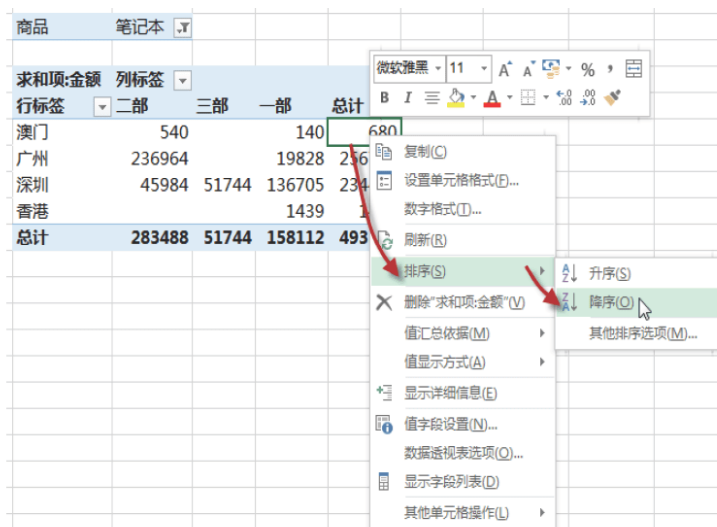 商品 笔记本
求和项:金额 列标签
行标签 二部 三部 一部 总计
澳门 540 140 680
广州 236964 19828
深圳 45984 51744 136705
香港 1439
总计 283488 51744 158112 493
微软雅黑 11 A A % ,
B I A .00 .00
复制(C)
设置单元格格式(F)...
数字格式(T)...
刷新(R)
排序(S)
升序(S)
降序(O)
其他排序选项(M)...
删除“求和项:金额”(V)
值汇总依据(M)
值显示方式(A)
显示详细信息(E)
值字段设置(N)...
数据透视表选项(O)...
显示字段列表(D)
其他单元格操作(L)